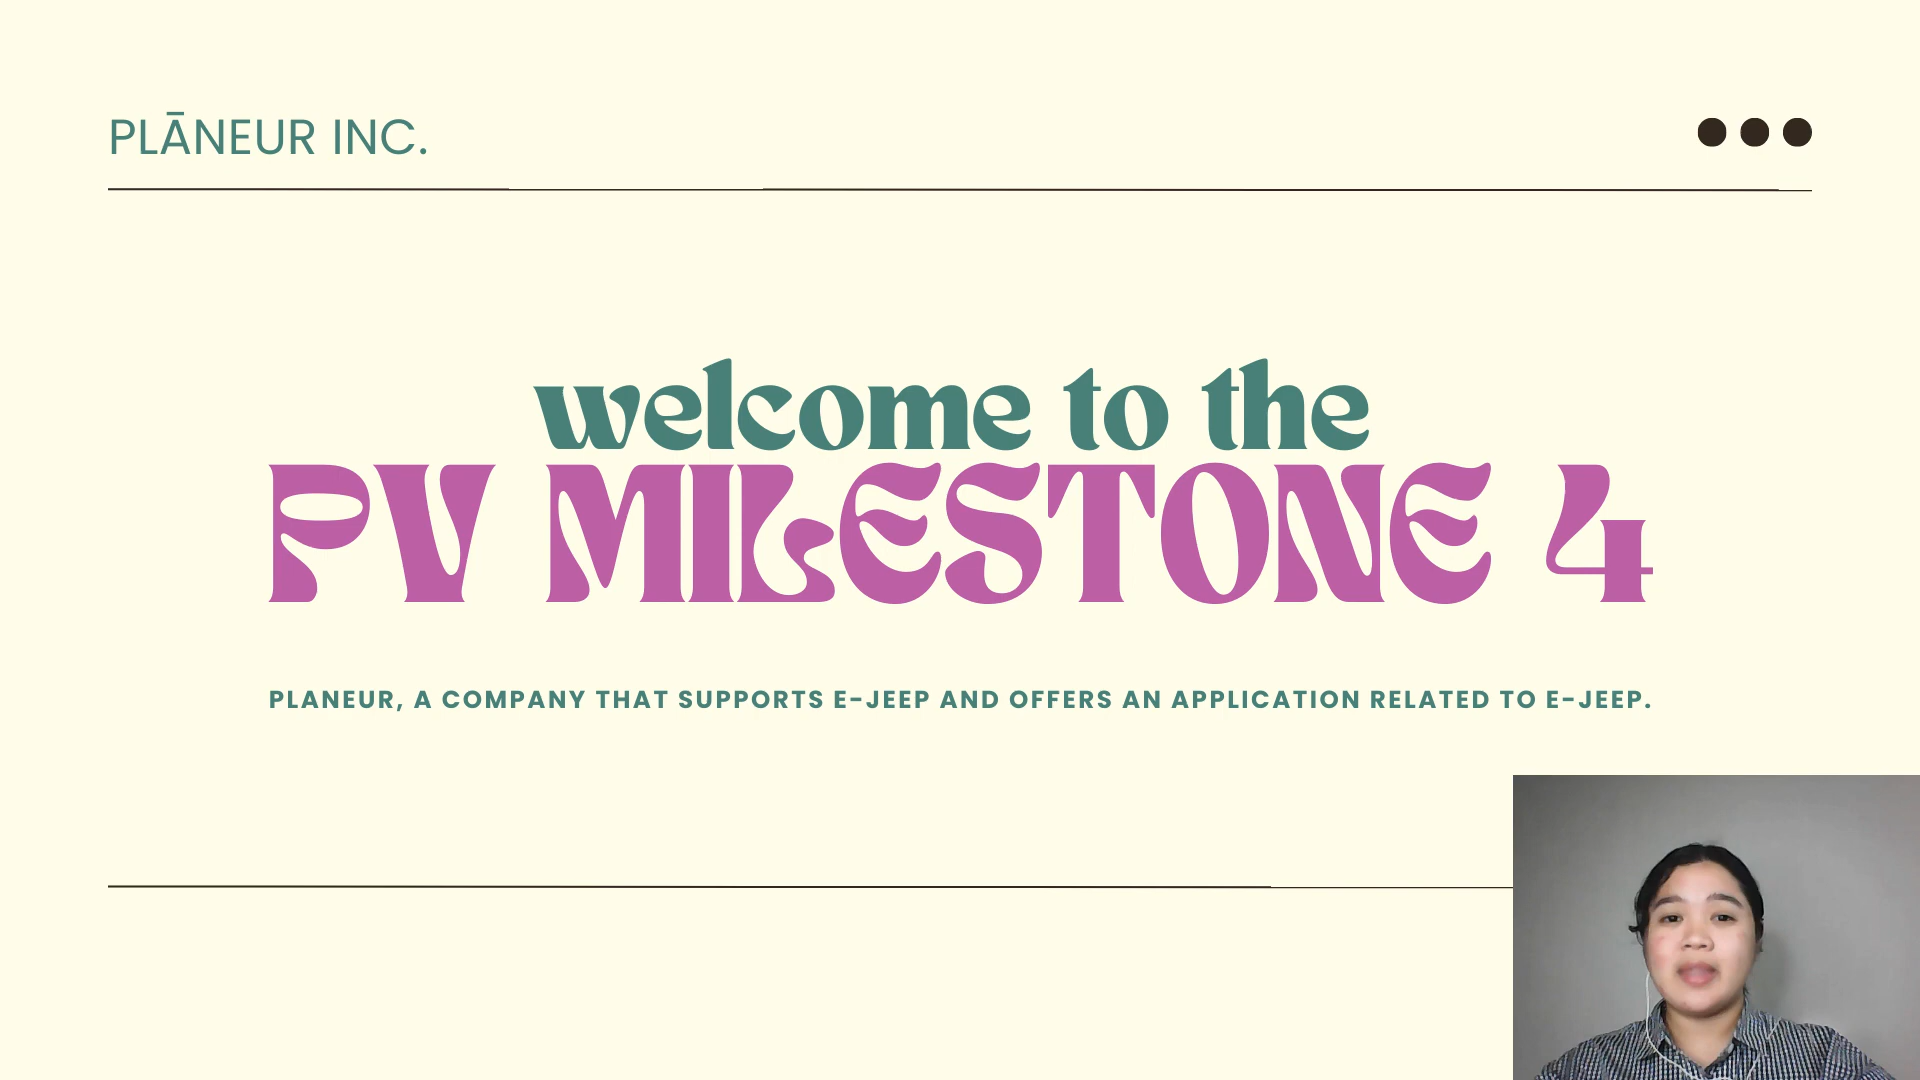 PLĀNEUR INC.
welcome to the
PV MILESTONE 4
PLANEUR, A COMPANY THAT SUPPORTS E-JEEP AND OFFERS AN APPLICATION RELATED TO E-JEEP.